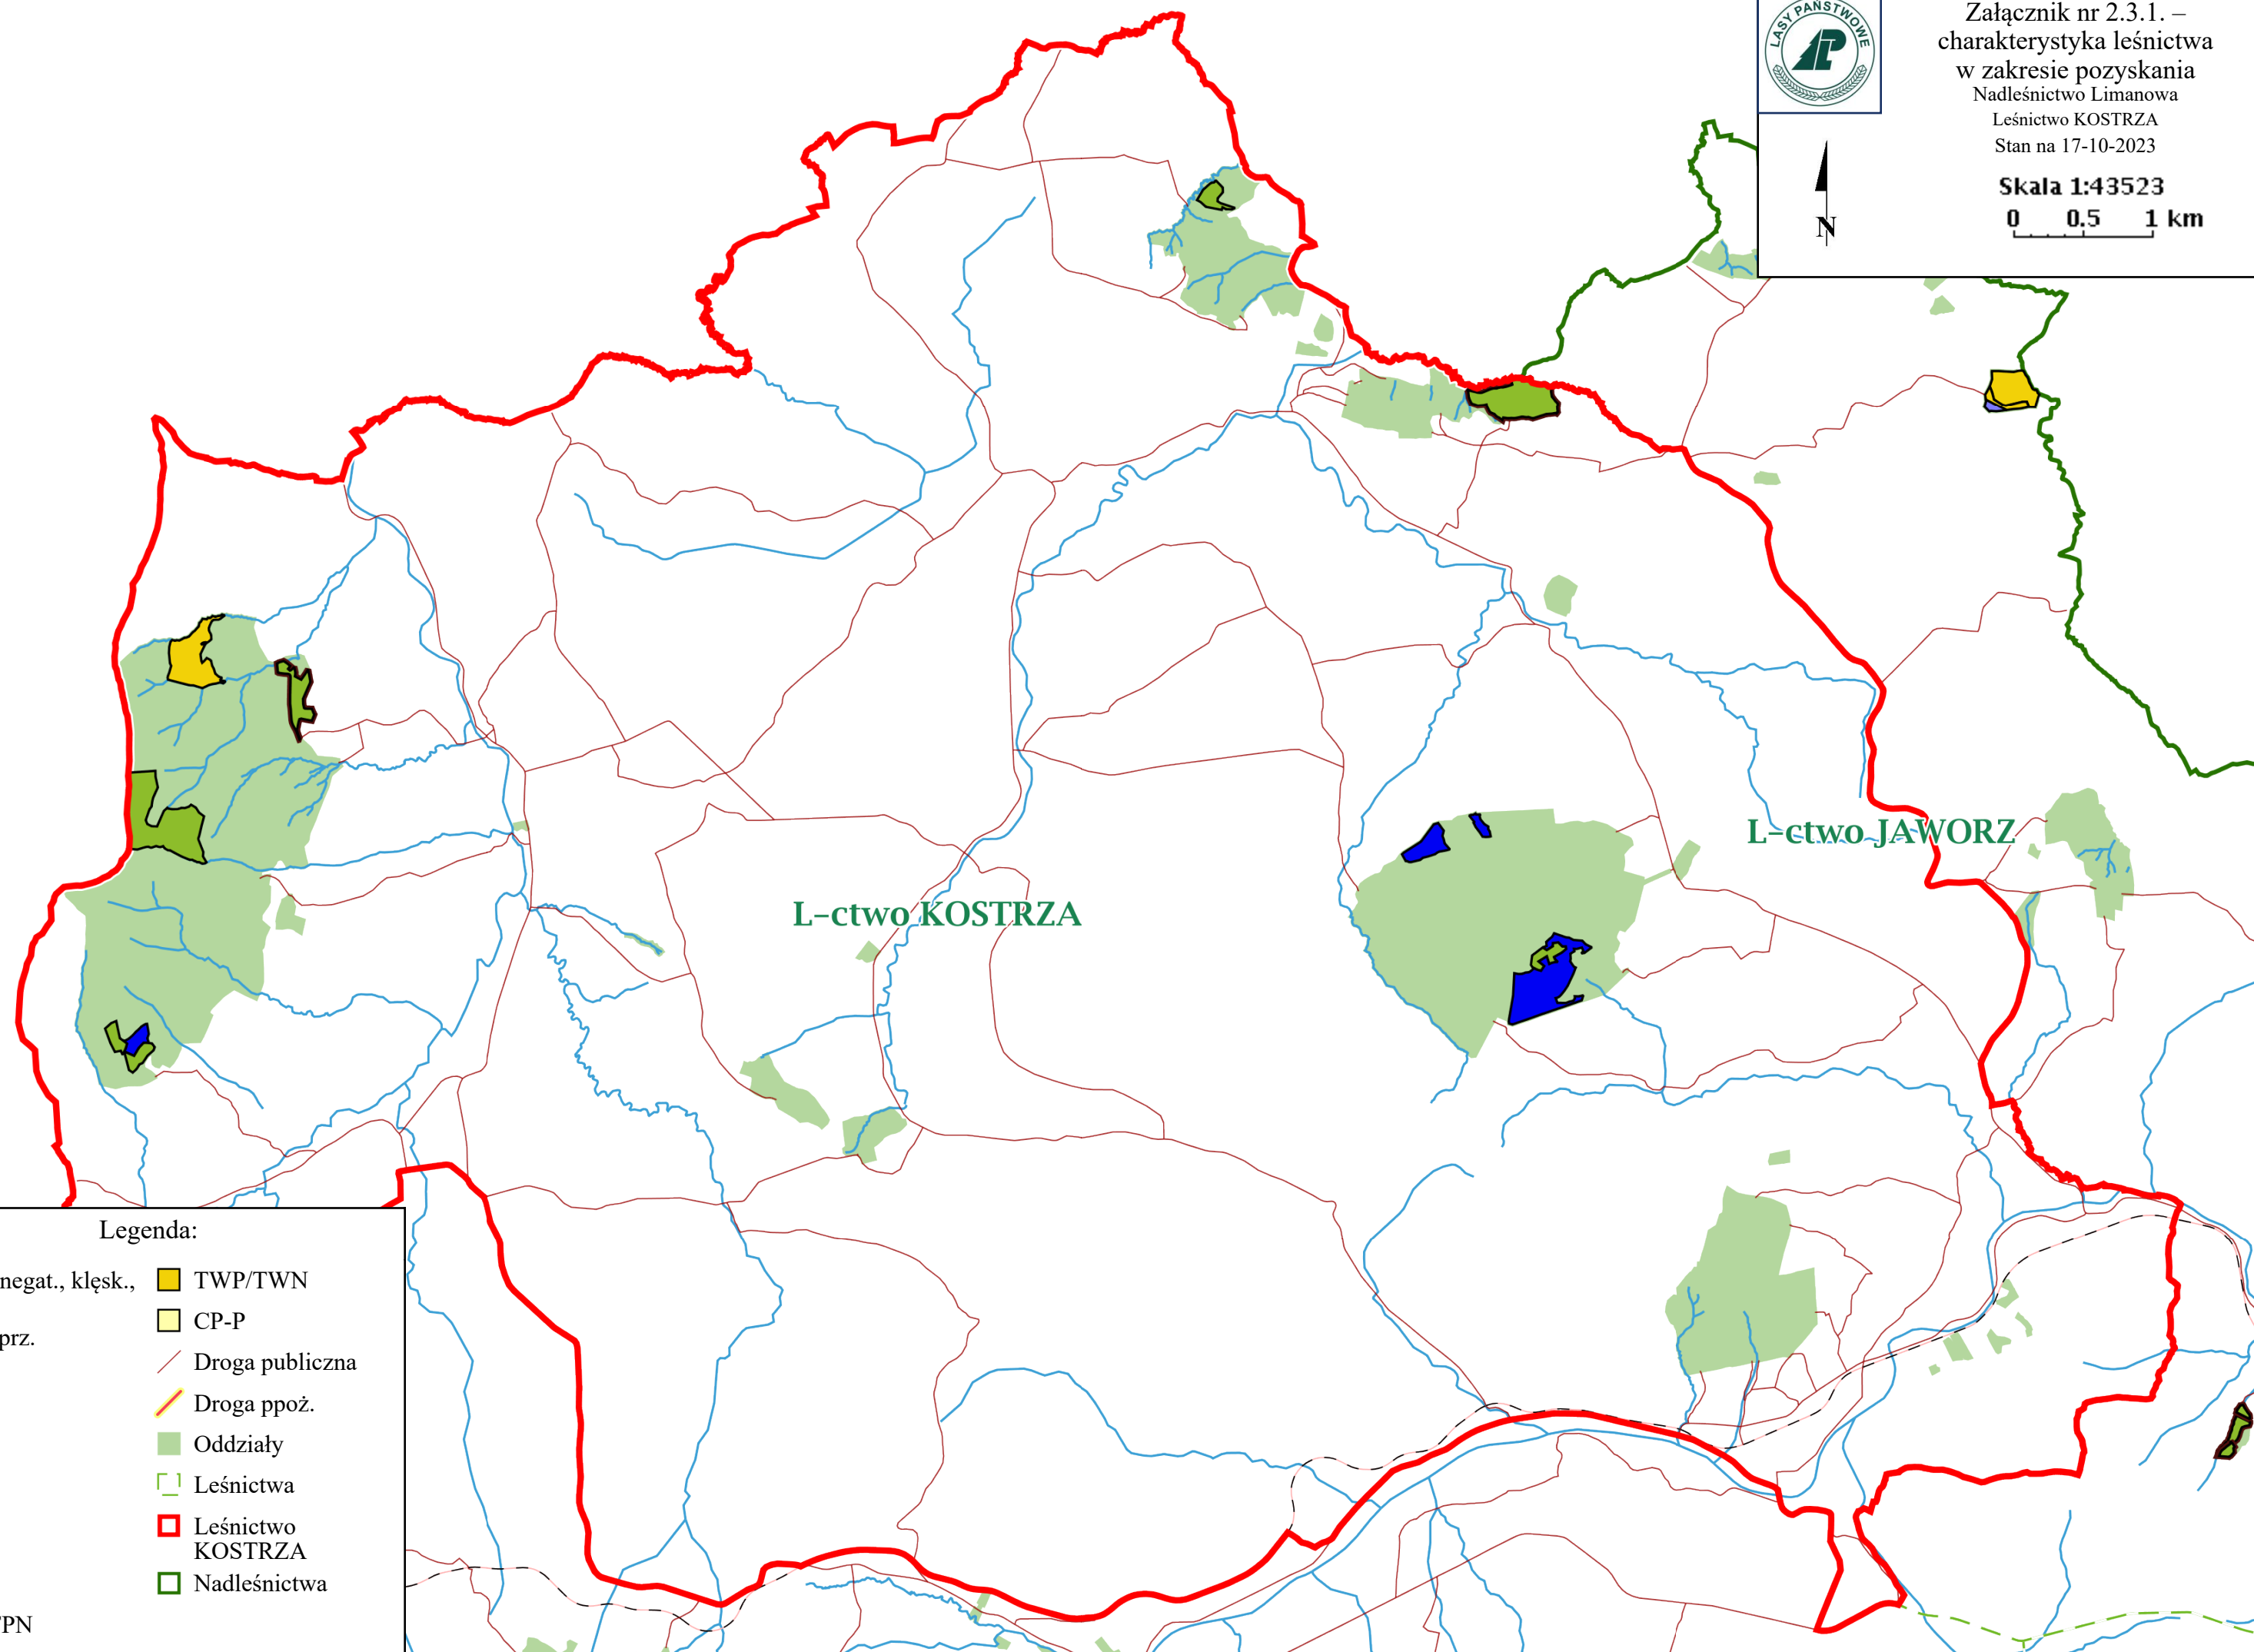 LASY PAŃSTWOWE
Załącznik nr 2.3.1. –
charakterystyka leśnictwa
w zakresie pozyskania
Nadleśnictwo Limanowa
Leśnictwo KOSTRZA
Stan na 17-10-2023
N
Skala 1:43523
0 0.5 1 km
L-ctwo JAWORZ
L-ctwo KOSTRZA
Legenda:
negat., klęsk.,
TWP/TWN
CP-P
prz.
Droga publiczna
Droga ppoż.
Oddziały
Leśnictwa
Leśnictwo
KOSTRZA
Nadleśnictwa
PN